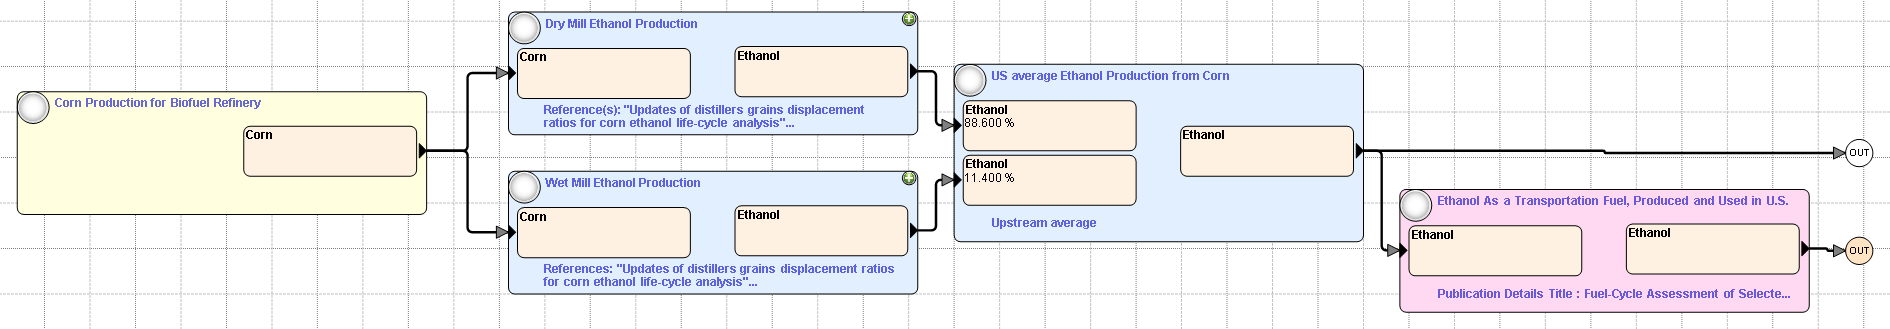 Corn Production for Biofuel Refinery
Corn
Dry Mill Ethanol Production
Corn
Ethanol
Reference(s): "Updates of distillers grains displacement
ratios for corn ethanol life-cycle analysis"...
Wet Mill Ethanol Production
Corn
Ethanol
References: "Updates of distillers grains displacement ratios
for corn ethanol life-cycle analysis"...
US average Ethanol Production from Corn
Ethanol
88.600 %
Ethanol
11.400 %
Ethanol
Upstream average
OUT
Ethanol As a Transportation Fuel, Produced and Used in U.S.
Ethanol
Ethanol
Publication Details Title : Fuel-Cycle Assessment of Selecte...
OUT